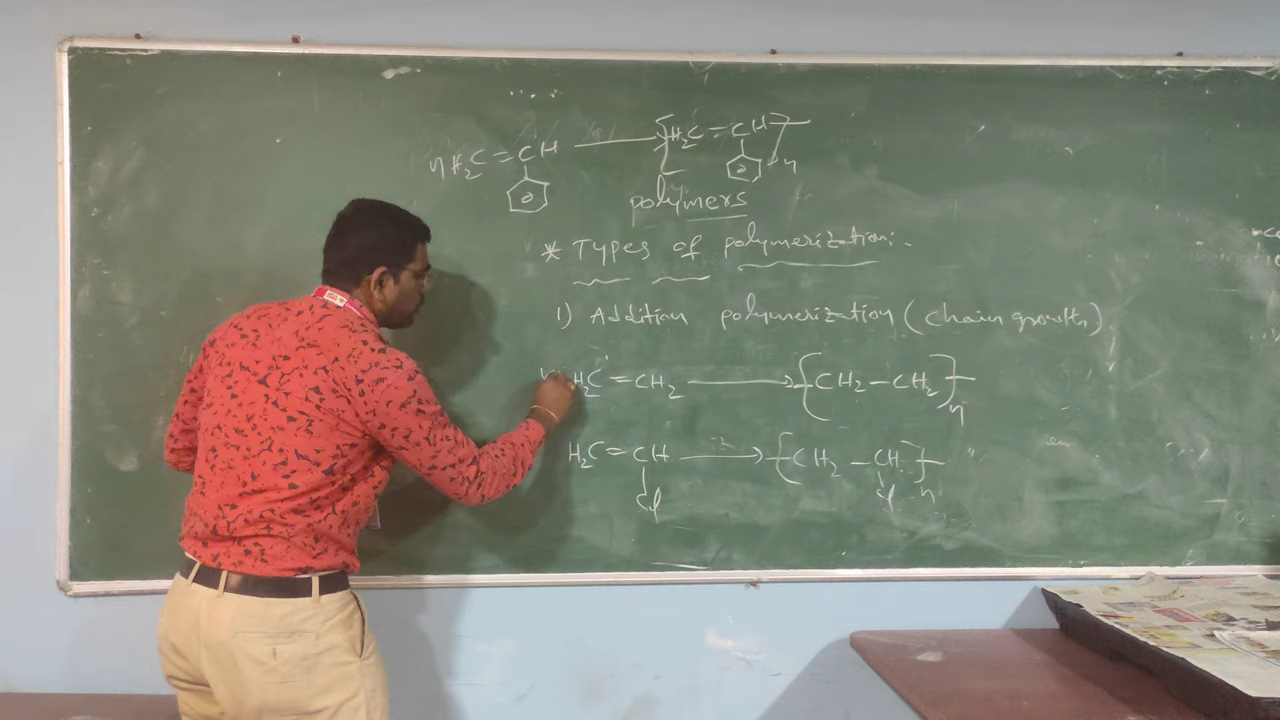 nH₂C=CH ⟶ {H₂C=CH}n
polymers
* Types of polymerization:
1) Addition polymerization (chain growth)
H₂C=CH₂ ⟶ {CH₂-CH₂}n
H₂C=CH ⟶ {CH₂-CH}n
Cl Cl